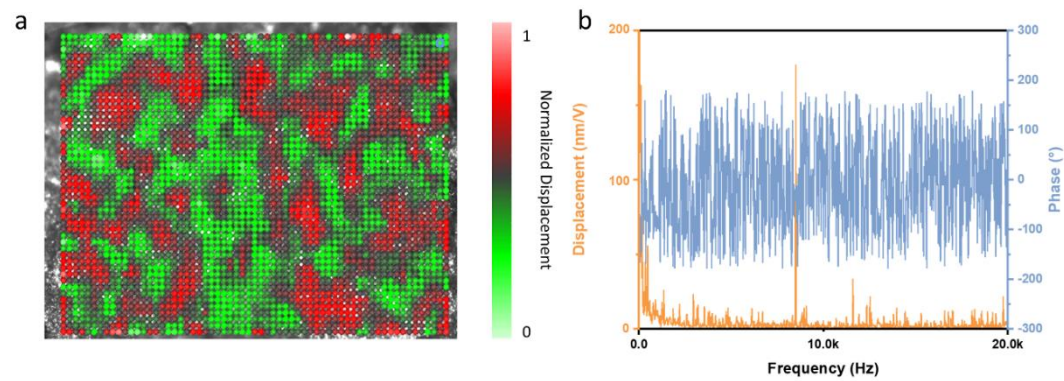 a
1
Normalized Displacement
0
b
200
100
0
Displacement (nm/V)
300
200
100
0
-100
-200
-300
Phase (°)
0.0
10.0k
20.0k
Frequency (Hz)